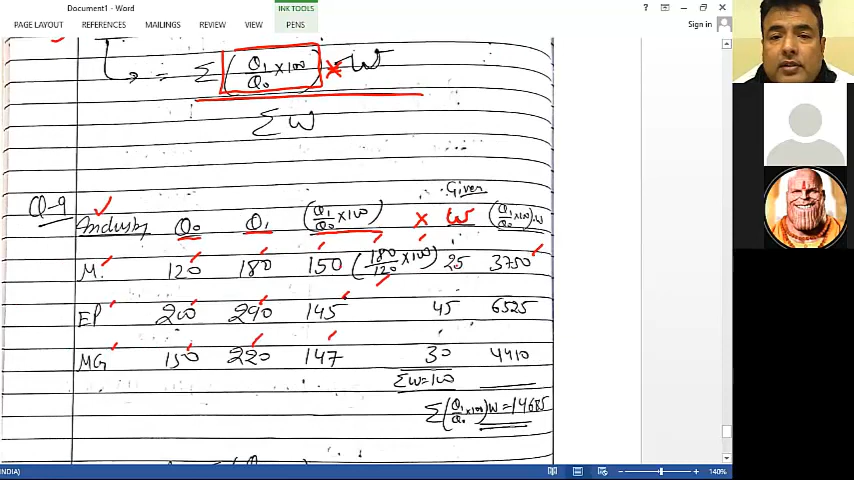 Document1 - Word
INK TOOLS
PAGE LAYOUT REFERENCES MAILINGS REVIEW VIEW PENS
Sign in
= Σ (Q1/Q0 ×100) × W
ΣW
Given
Q-9 Industry Q0 Q1 (Q1/Q0 ×100) × W (Q1/Q0 ×100).W
M. 120 180 150 (180/120 ×100) 25 3750
EP 200 290 145 45 6525
MG 150 220 147 30 4410
ΣW=100
Σ(Q1/Q0 ×100)W=14685
INDIA)
140%